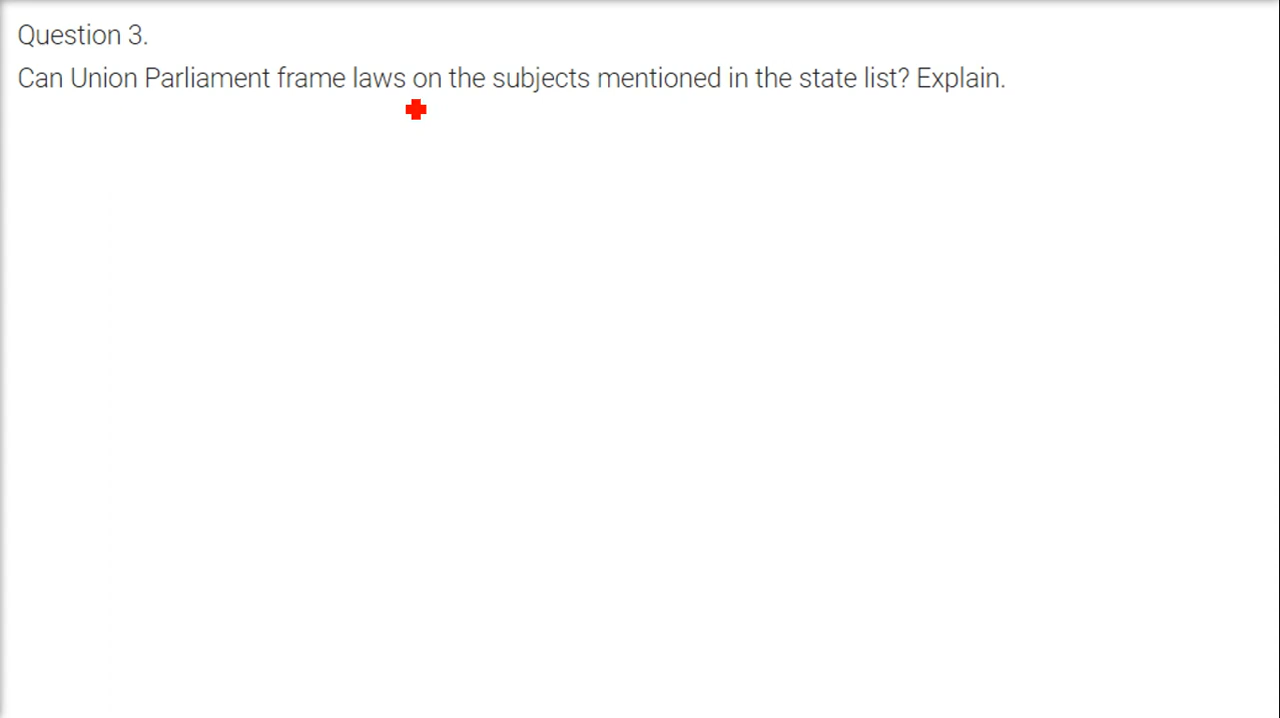 Question 3.
Can Union Parliament frame laws on the subjects mentioned in the state list? Explain.